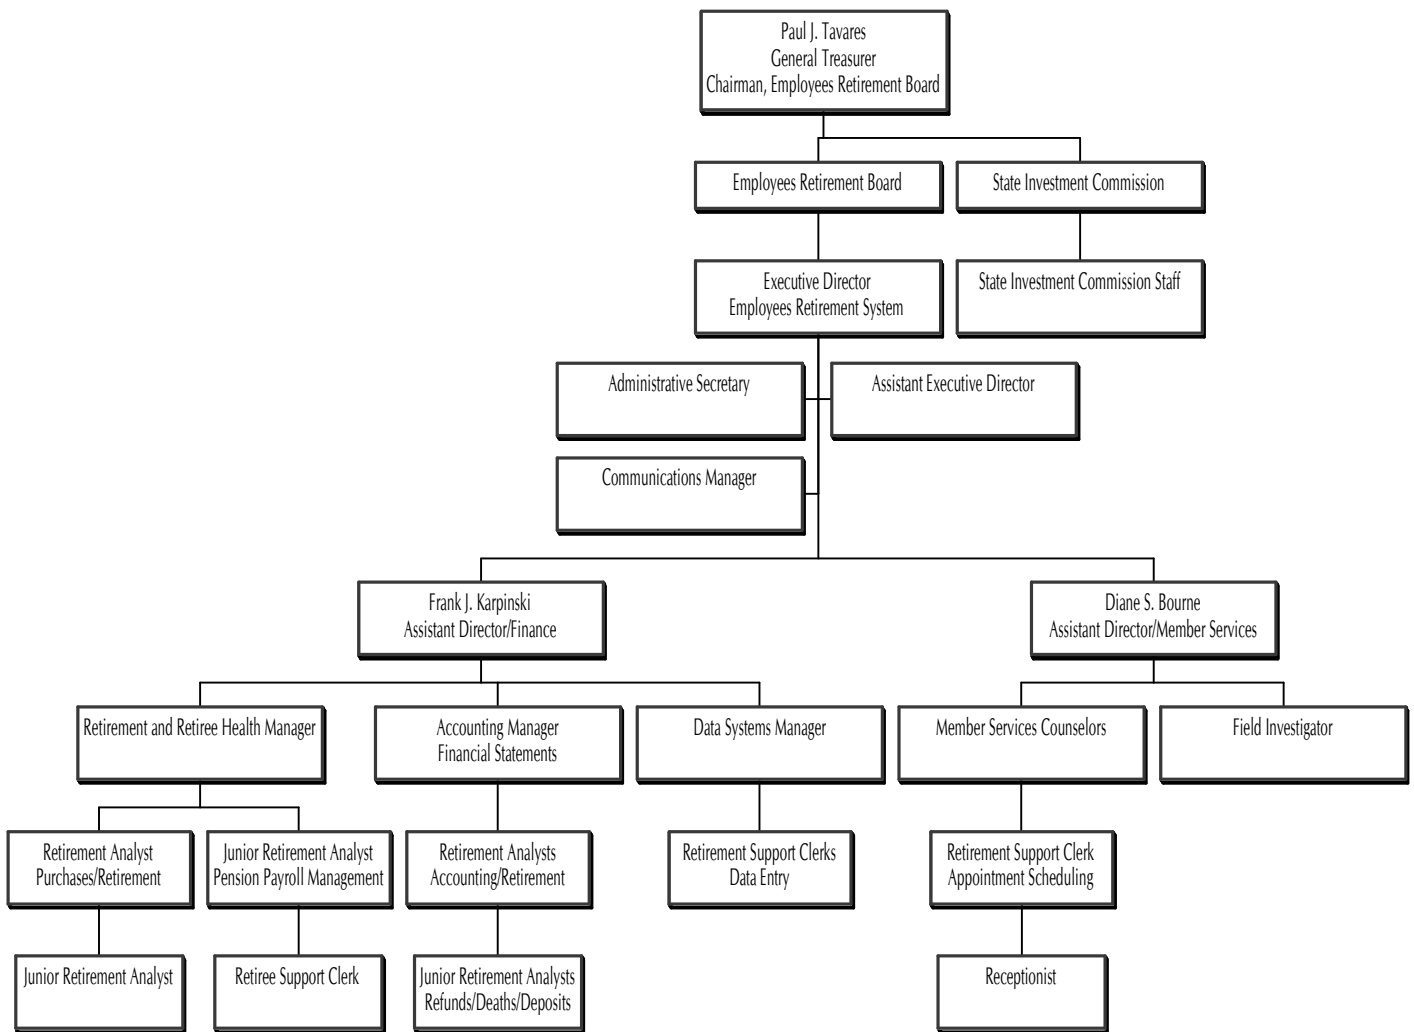 Paul J. Tavares
General Treasurer
Chairman, Employees Retirement Board
Employees Retirement Board
State Investment Commission
Executive Director
Employees Retirement System
State Investment Commission Staff
Administrative Secretary
Assistant Executive Director
Communications Manager
Frank J. Karpinski
Assistant Director/Finance
Diane S. Bourne
Assistant Director/Member Services
Retirement and Retiree Health Manager
Accounting Manager
Financial Statements
Data Systems Manager
Member Services Counselors
Field Investigator
Retirement Analyst
Purchases/Retirement
Junior Retirement Analyst
Pension Payroll Management
Retirement Analysts
Accounting/Retirement
Retirement Support Clerks
Data Entry
Retirement Support Clerk
Appointment Scheduling
Junior Retirement Analyst
Retiree Support Clerk
Junior Retirement Analysts
Refunds/Deaths/Deposits
Receptionist